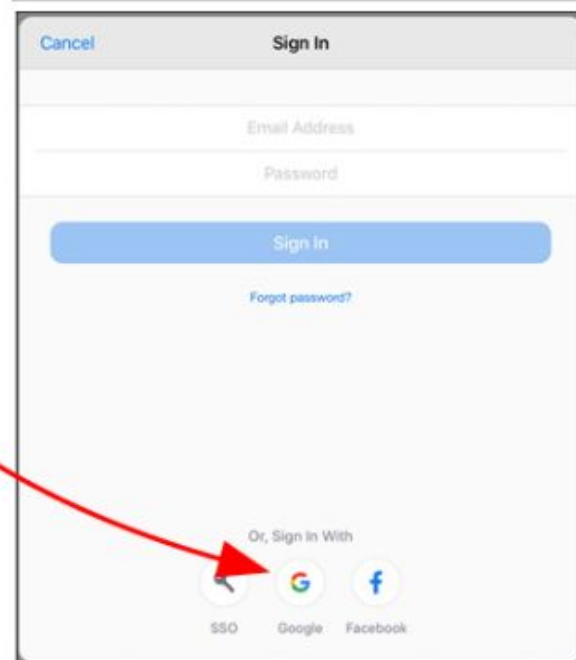 Cancel Sign In
Email Address
Password
Sign In
Forgot password?
Or, Sign In With
SSO Google Facebook